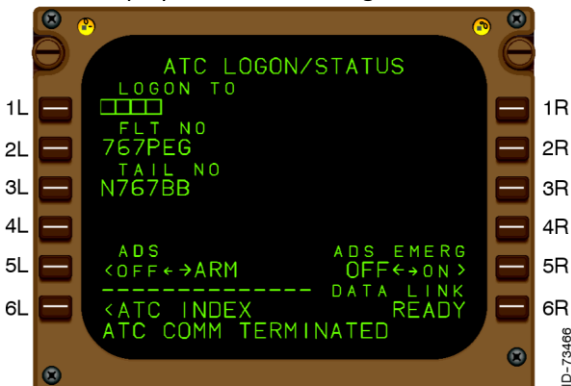 ATC LOGON/STATUS
LOGON TO
1L 1R
FLT NO
2L 767PEG 2R
TAIL NO
3L N767BB 3R
4L 4R
ADS ADS EMERG
5L <OFF←→ARM OFF←→ON> 5R
-------------- DATA LINK
6L <ATC INDEX READY 6R
ATC COMM TERMINATED
ID-73466